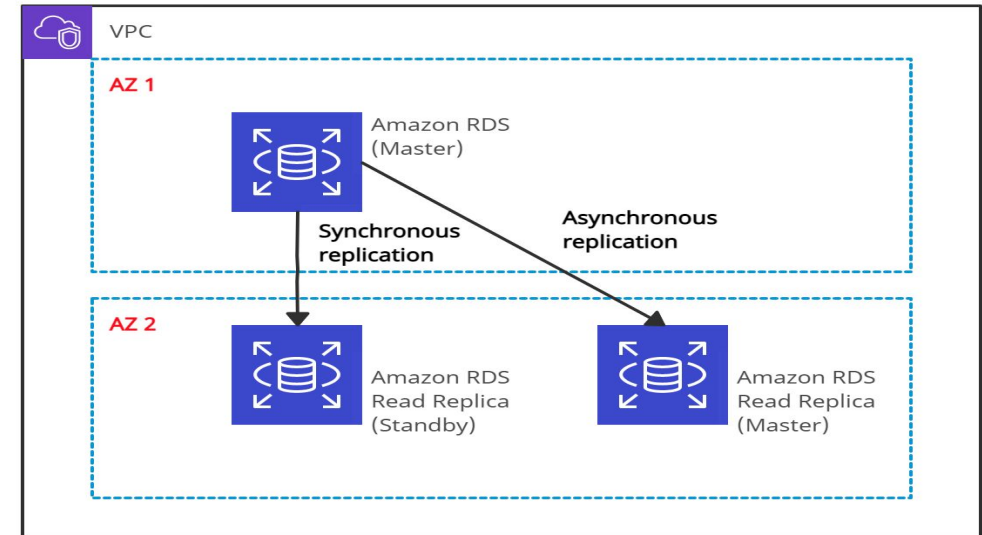 VPC
AZ 1
Amazon RDS
(Master)
Synchronous
replication
Asynchronous
replication
AZ 2
Amazon RDS
Read Replica
(Standby)
Amazon RDS
Read Replica
(Master)